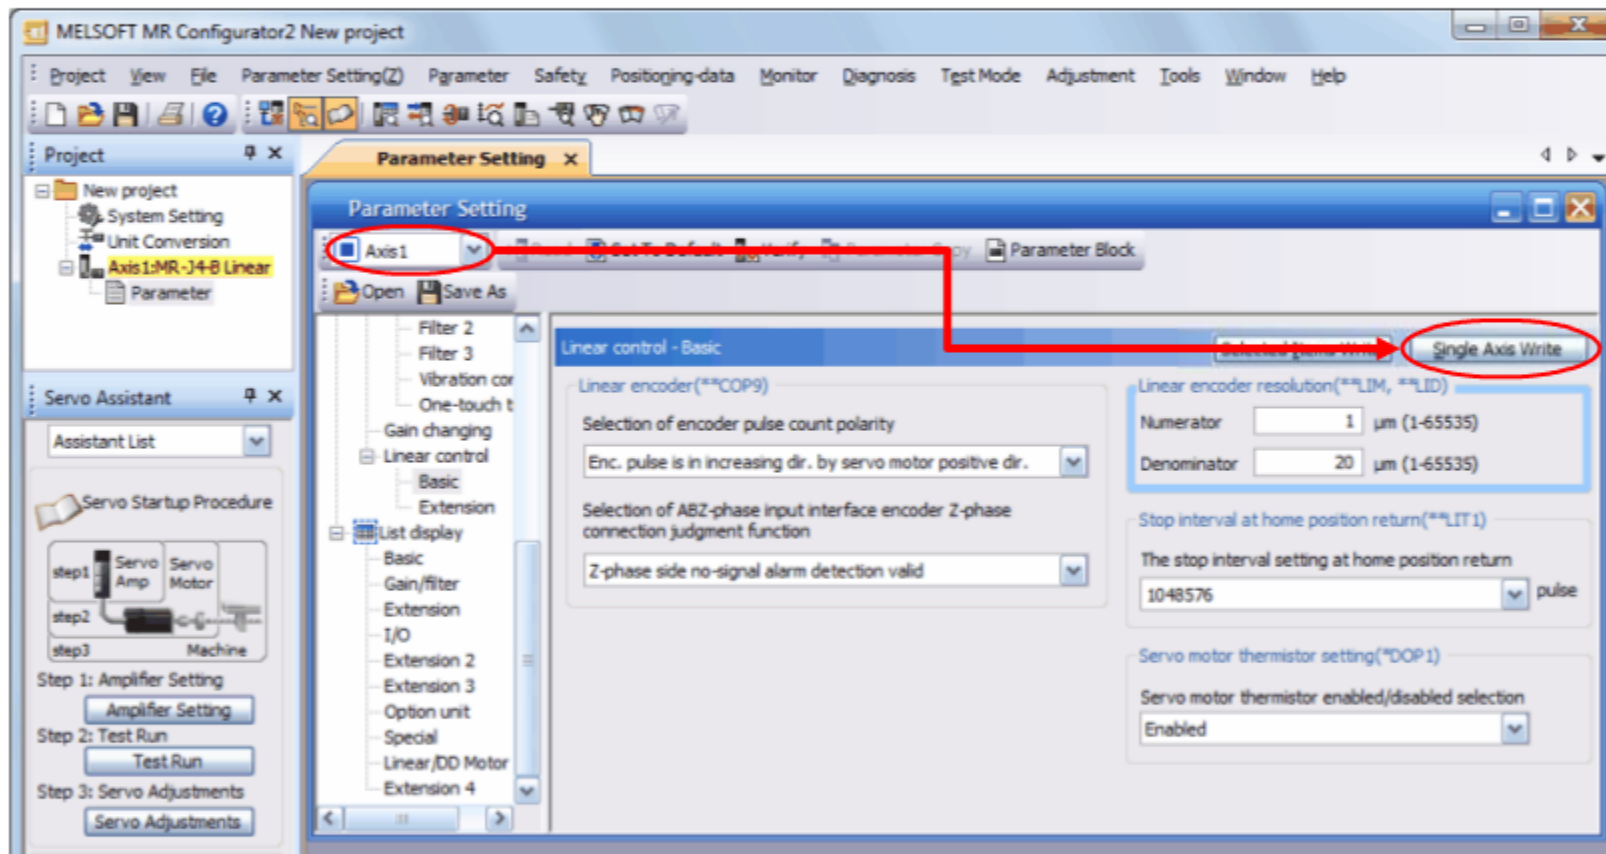 MELSOFT MR Configurator2 New project
Project View File Parameter Setting(Z) Parameter Safety Positioning-data Monitor Diagnosis Test Mode Adjustment Tools Window Help
Project
Parameter Setting
New project
System Setting
Unit Conversion
Axis1:MR-J4-B Linear
Parameter
Parameter Setting
Axis1
Parameter Block
Open Save As
Servo Assistant
Assistant List
Servo Startup Procedure
step1 Servo Amp Servo Motor
step2
step3 Machine
Step 1: Amplifier Setting
Amplifier Setting
Step 2: Test Run
Test Run
Step 3: Servo Adjustments
Servo Adjustments
Filter 2
Filter 3
Vibration cor
One-touch t
Gain changing
Linear control
Basic
Extension
List display
Basic
Gain/filter
Extension
I/O
Extension 2
Extension 3
Option unit
Special
Linear/DD Motor
Extension 4
Linear control - Basic
Single Axis Write
Linear encoder(**COP9)
Selection of encoder pulse count polarity
Enc. pulse is in increasing dir. by servo motor positive dir.
Selection of ABZ-phase input interface encoder Z-phase
connection judgment function
Z-phase side no-signal alarm detection valid
Linear encoder resolution(**LIM, **LID)
Numerator 1 μm (1-65535)
Denominator 20 μm (1-65535)
Stop interval at home position return(**LIT1)
The stop interval setting at home position return
1048576 pulse
Servo motor thermistor setting(*DOP1)
Servo motor thermistor enabled/disabled selection
Enabled